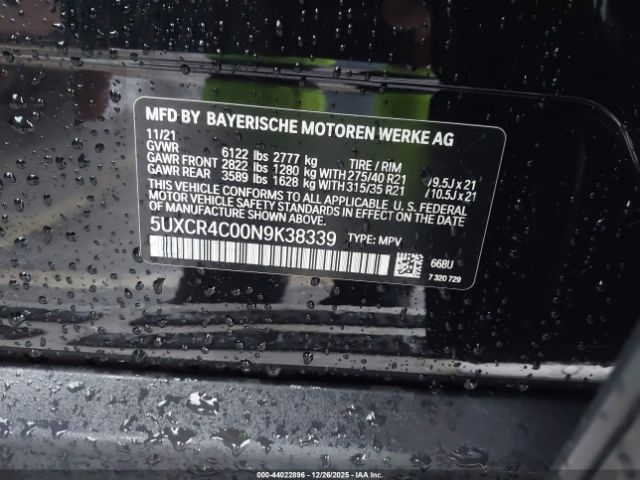 MFD BY BAYERISCHE MOTOREN WERKE AG
11/21
GVWR 6122 lbs 2777 kg TIRE / RIM
GAWR FRONT 2822 lbs 1280 kg WITH 275/40 R21 /9.5J x 21
GAWR REAR 3589 lbs 1628 kg WITH 315/35 R21 /10.5J x 21
THIS VEHICLE CONFORMS TO ALL APPLICABLE U.S. FEDERAL
MOTOR VEHICLE SAFETY STANDARDS IN EFFECT ON THE DATE OF
MANUFACTURE SHOWN ABOVE.
5UXCR4C00N9K38339 TYPE: MPV
668U
7 320 729
000-44022896 - 12/26/2025 - COPART